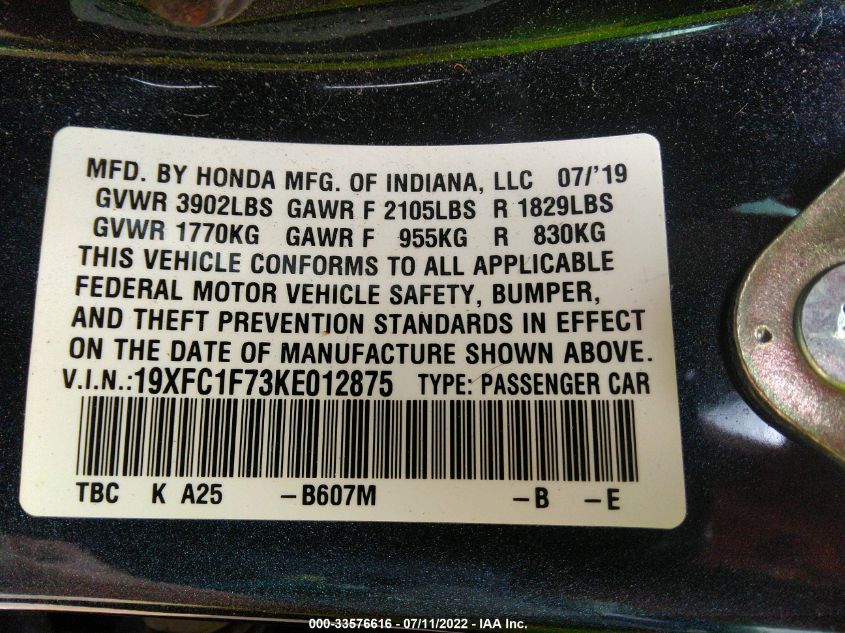 MFD. BY HONDA MFG. OF INDIANA, LLC 07/'19
GVWR 3902LBS GAWR F 2105LBS R 1829LBS
GVWR 1770KG GAWR F 955KG R 830KG
THIS VEHICLE CONFORMS TO ALL APPLICABLE
FEDERAL MOTOR VEHICLE SAFETY, BUMPER,
AND THEFT PREVENTION STANDARDS IN EFFECT
ON THE DATE OF MANUFACTURE SHOWN ABOVE.
V.I.N.:19XFC1F73KE012875 TYPE: PASSENGER CAR
TBC K A25 -B607M -B -E
000-33576616 - 07/11/2022 - IAA Inc.